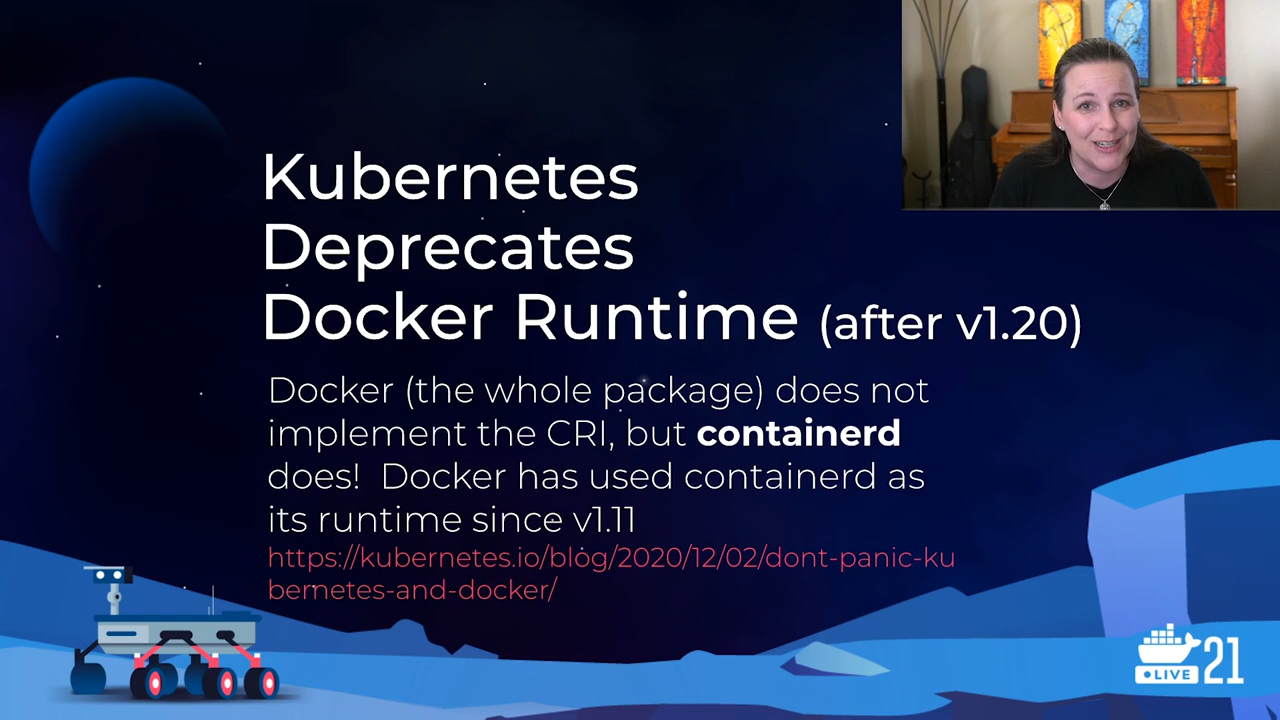 Kubernetes
Deprecates
Docker Runtime (after v1.20)
Docker (the whole package) does not
implement the CRI, but containerd
does!  Docker has used containerd as
its runtime since v1.11
https://kubernetes.io/blog/2020/12/02/dont-panic-ku
bernetes-and-docker/
LIVE 21